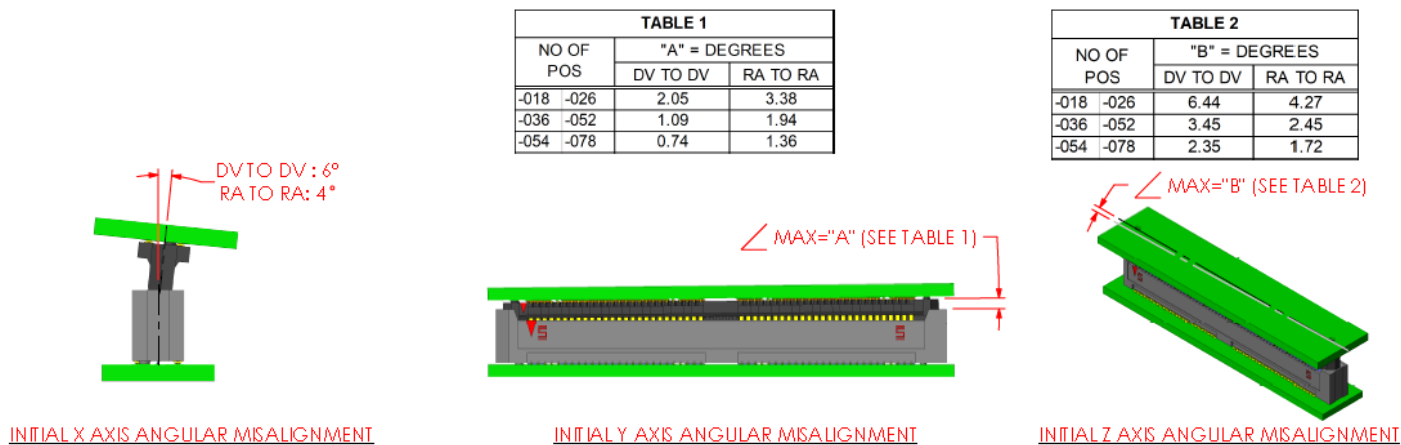 TABLE 1
NO OF POS "A" = DEGREES
DV TO DV RA TO RA
-018 -026 2.05 3.38
-036 -052 1.09 1.94
-054 -078 0.74 1.36
TABLE 2
NO OF POS "B" = DEGREES
DV TO DV RA TO RA
-018 -026 6.44 4.27
-036 -052 3.45 2.45
-054 -078 2.35 1.72
DV TO DV : 6°
RA TO RA: 4°
INITIAL X AXIS ANGULAR MISALIGNMENT
∠ MAX="A" (SEE TABLE 1)
S S
INITIAL Y AXIS ANGULAR MISALIGNMENT
∠ MAX="B" (SEE TABLE 2)
S
INITIAL Z AXIS ANGULAR MISALIGNMENT